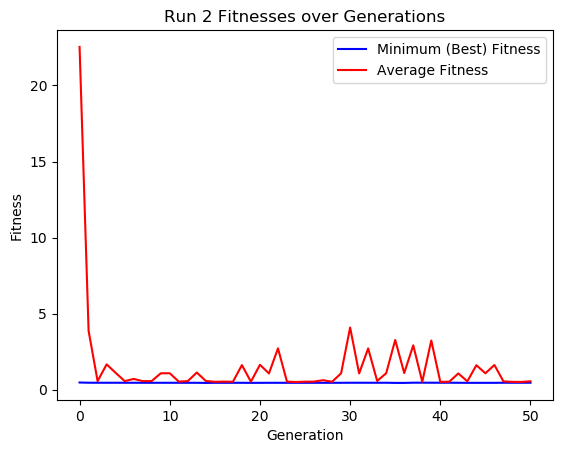 Run 2 Fitnesses over Generations
Minimum (Best) Fitness
Average Fitness
Fitness
20
15
10
5
0
0 10 20 30 40 50
Generation